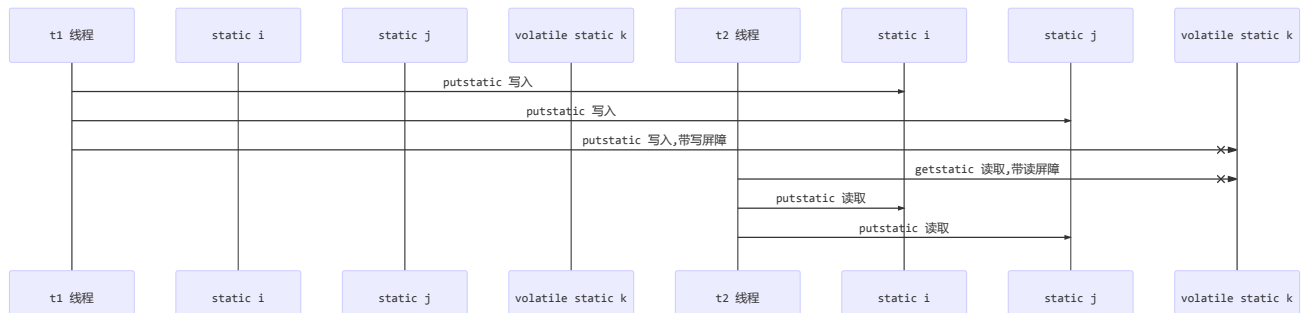 t1 线程
static i
static j
volatile static k
t2 线程
static i
static j
volatile static k
putstatic 写入
putstatic 写入
putstatic 写入,带写屏障
getstatic 读取,带读屏障
putstatic 读取
putstatic 读取
t1 线程
static i
static j
volatile static k
t2 线程
static i
static j
volatile static k